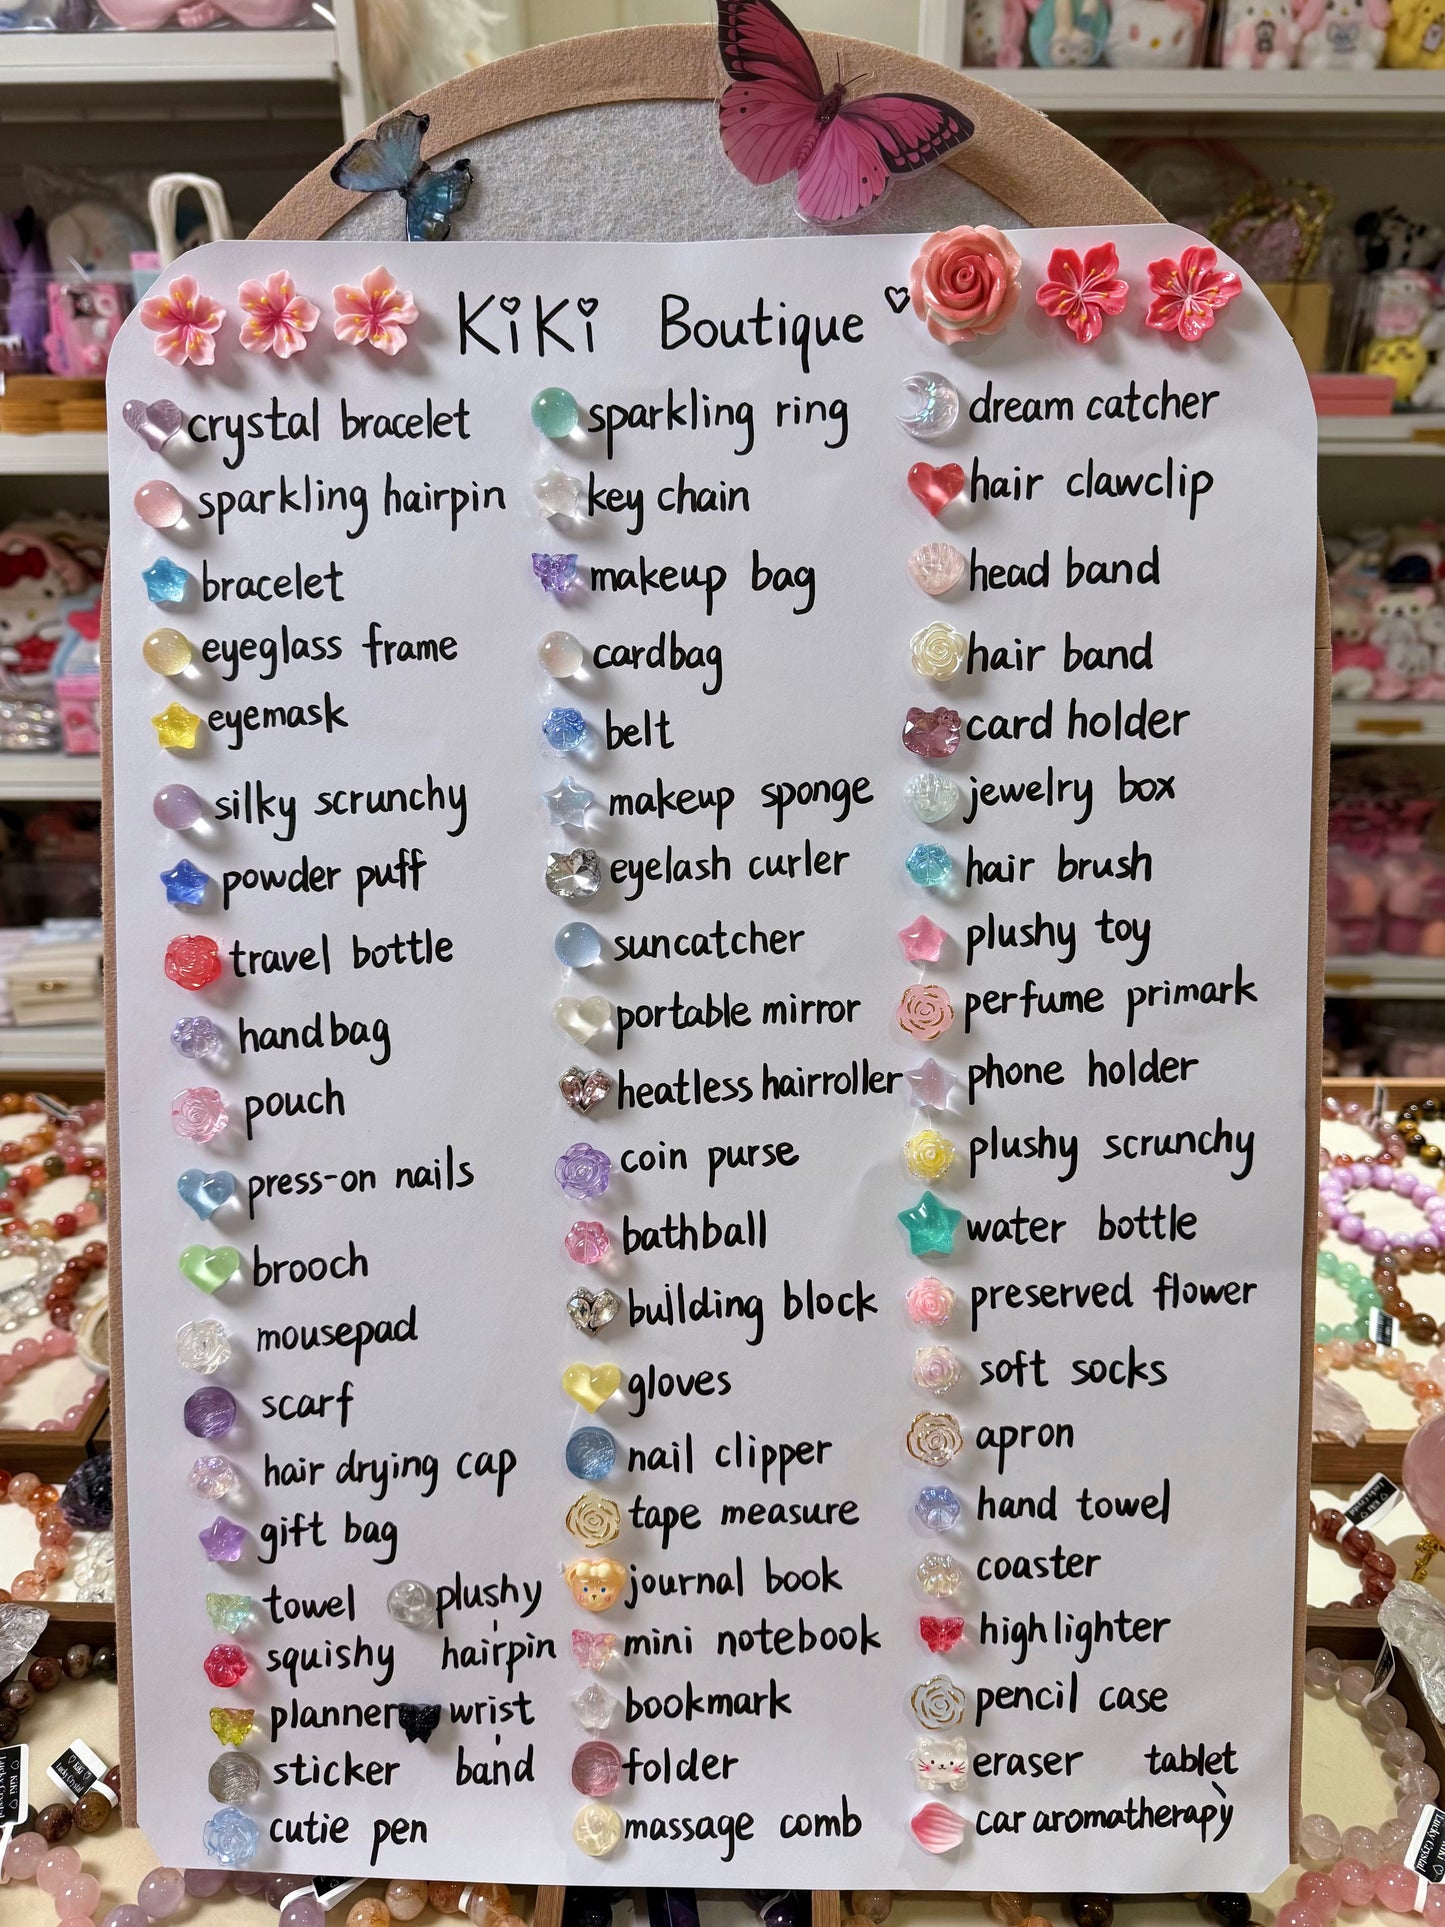 KiKi Boutique
crystal bracelet
sparkling hairpin
bracelet
eyeglass frame
eyemask
silky scrunchy
powder puff
travel bottle
handbag
pouch
press-on nails
brooch
mousepad
scarf
hair drying cap
gift bag
towel
squishy
planner
sticker
cutie pen
plushy
hairpin
wrist
band
sparkling ring
key chain
makeup bag
cardbag
belt
makeup sponge
eyelash curler
suncatcher
portable mirror
heatless hairroller
coin purse
bathball
building block
gloves
nail clipper
tape measure
journal book
mini notebook
bookmark
folder
massage comb
dream catcher
hair clawclip
head band
hair band
card holder
jewelry box
hair brush
plushy toy
perfume primark
phone holder
plushy scrunchy
water bottle
preserved flower
soft socks
apron
hand towel
coaster
highlighter
pencil case
eraser
car aromatherapy
tablet